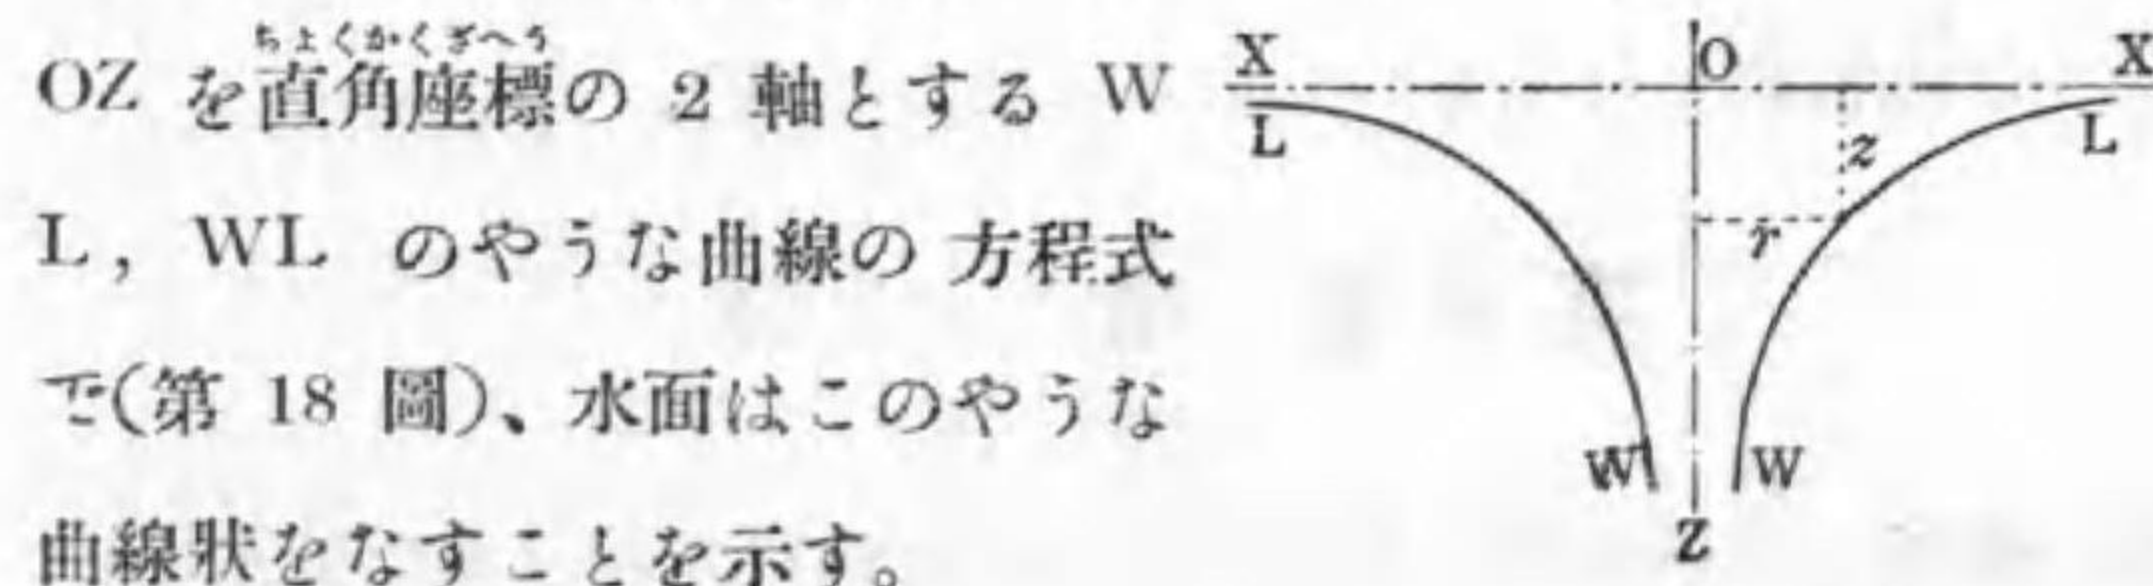 ちよくかくざへう
OZ を直角座標の 2 軸とする W
L, WL のやうな曲線の 方程式
で(第 18 圖)、水面はこのやうな
曲線狀をなすことを示す。
X O X
L L
z
r
W W
Z